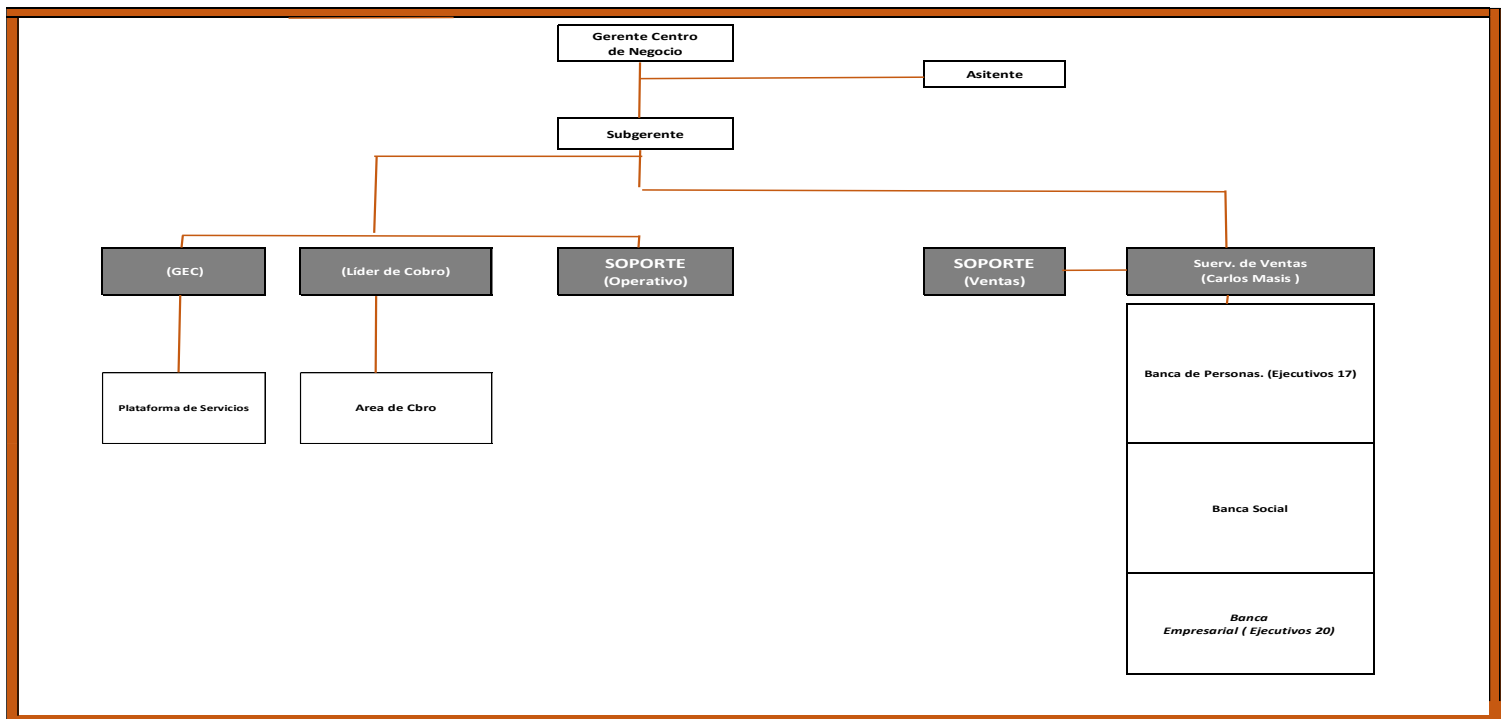 Gerente Centro
de Negocio
Asitente
Subgerente
(GEC)
(Líder de Cobro)
SOPORTE
(Operativo)
SOPORTE
(Ventas)
Suerv. de Ventas
(Carlos Masis )
Plataforma de Servicios
Area de Cbro
Banca de Personas. (Ejecutivos 17)
Banca Social
Banca
Empresarial ( Ejecutivos 20)